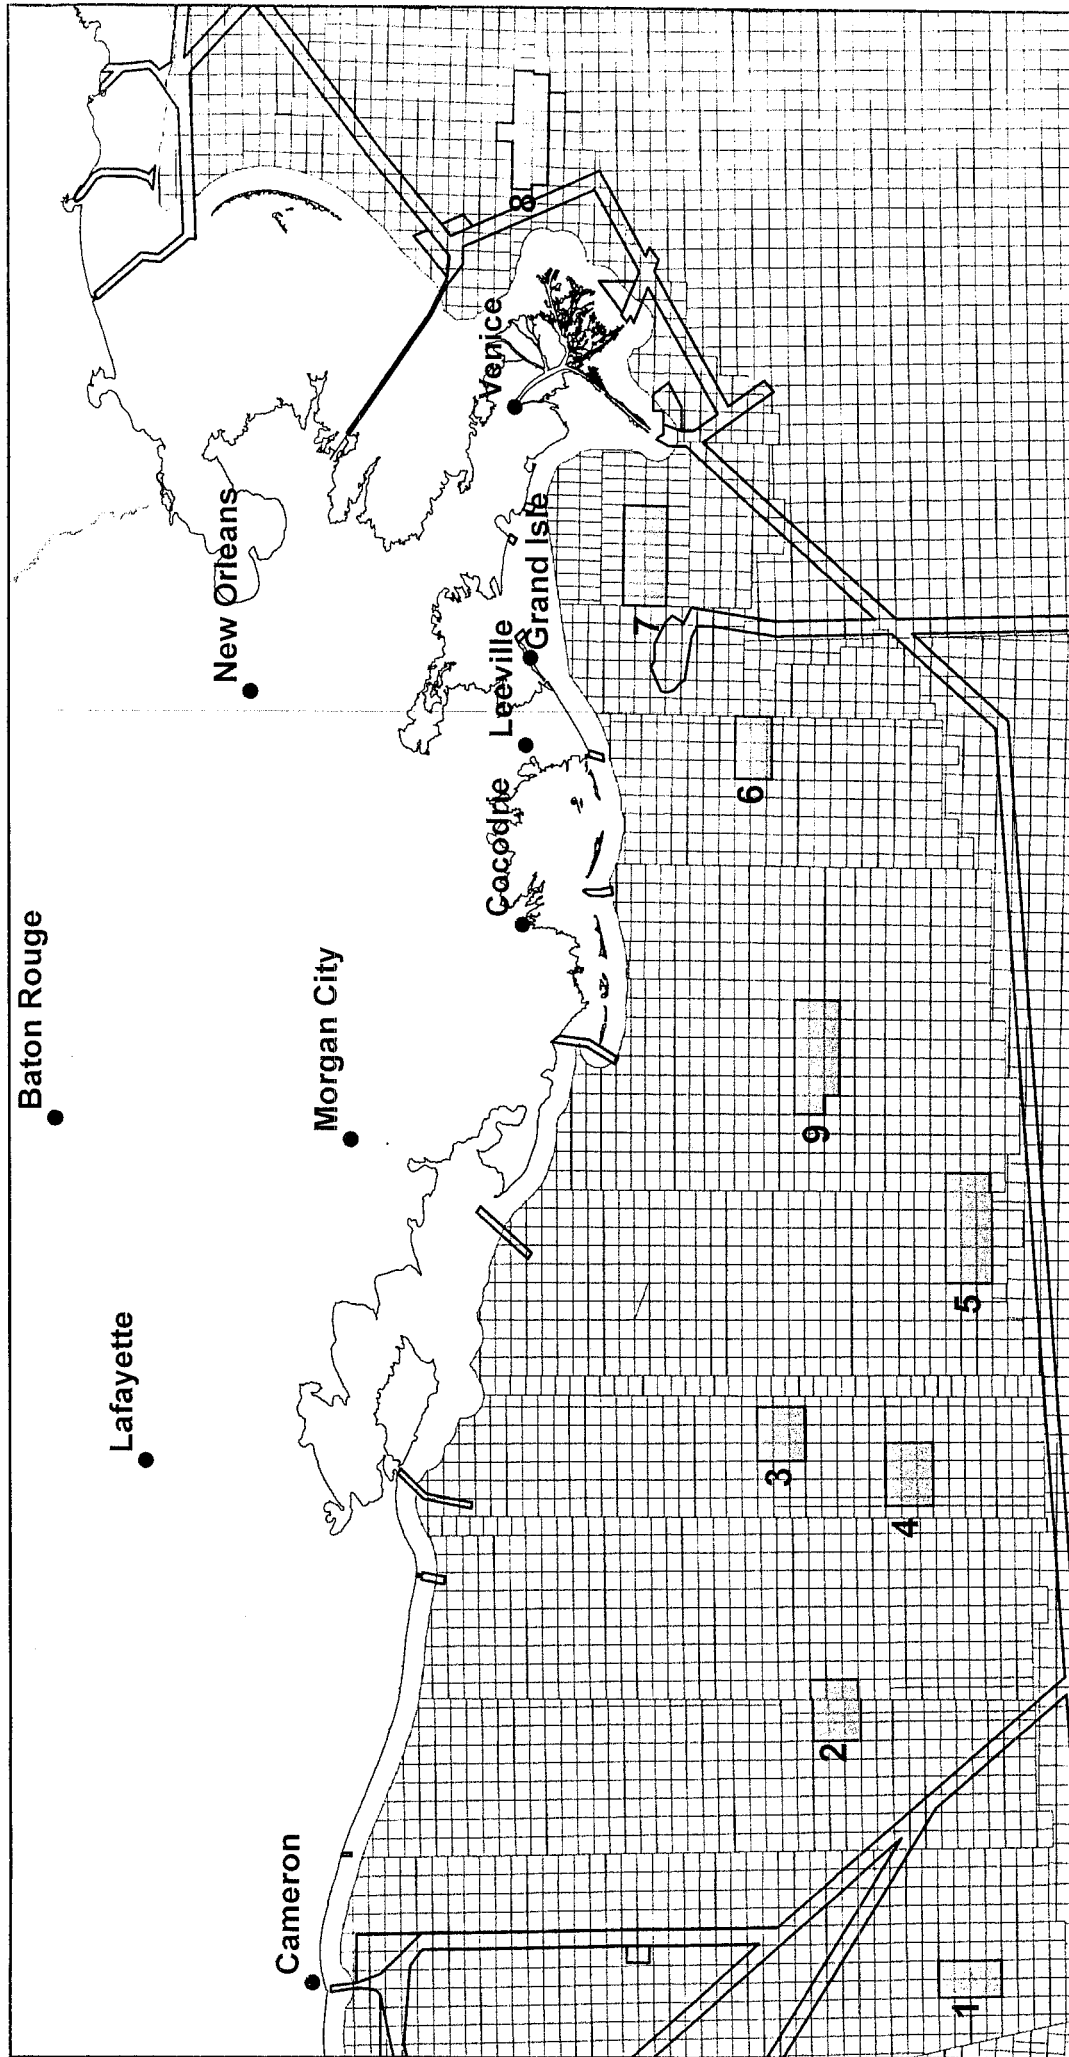 Baton Rouge
Lafayette
New Orleans
Morgan City
Cameron
Cocodrie
Leeville
Grand Isle
Venice
1
2
3
4
5
9
6
7
8